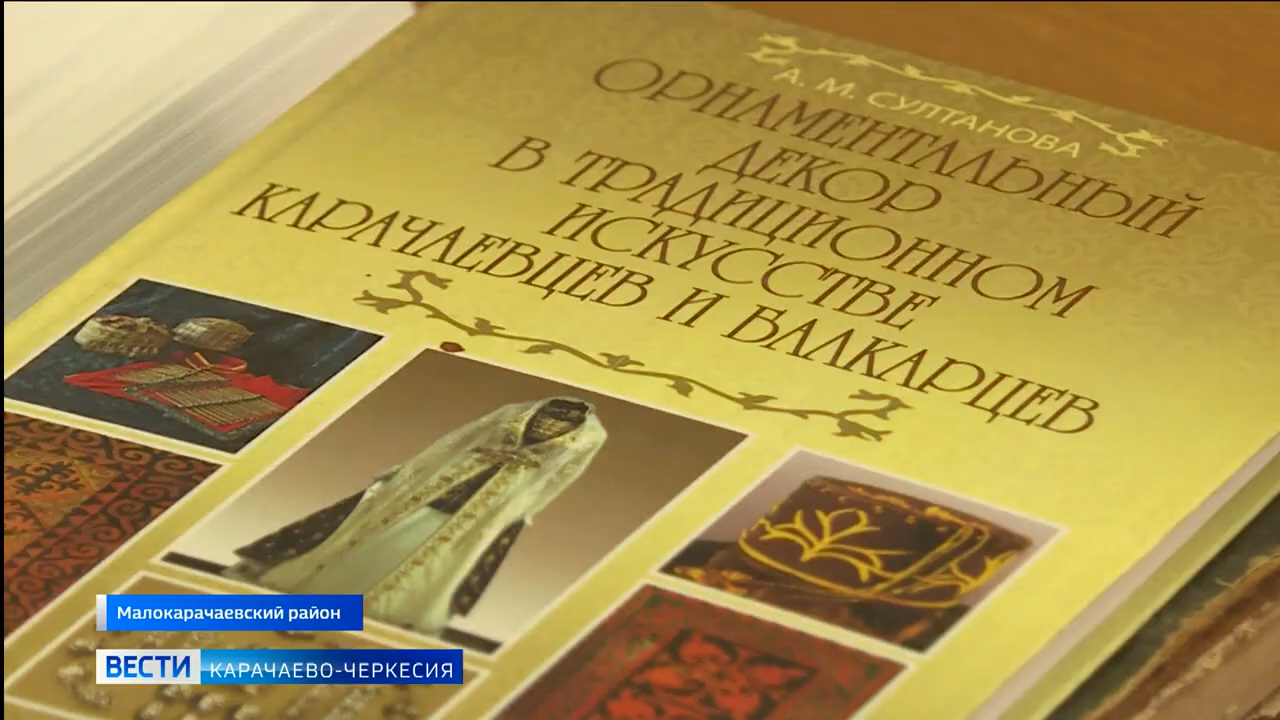 А. М. СУЛТАНОВА
ОРНАМЕНТАЛЬНЫЙ
ДЕКОР
В ТРАДИЦИОННОМ
ИСКУССТВЕ
КАРАЧАЕВЦЕВ И БАЛКАРЦЕВ
Малокарачаевский район
ВЕСТИ КАРАЧАЕВО-ЧЕРКЕСИЯ